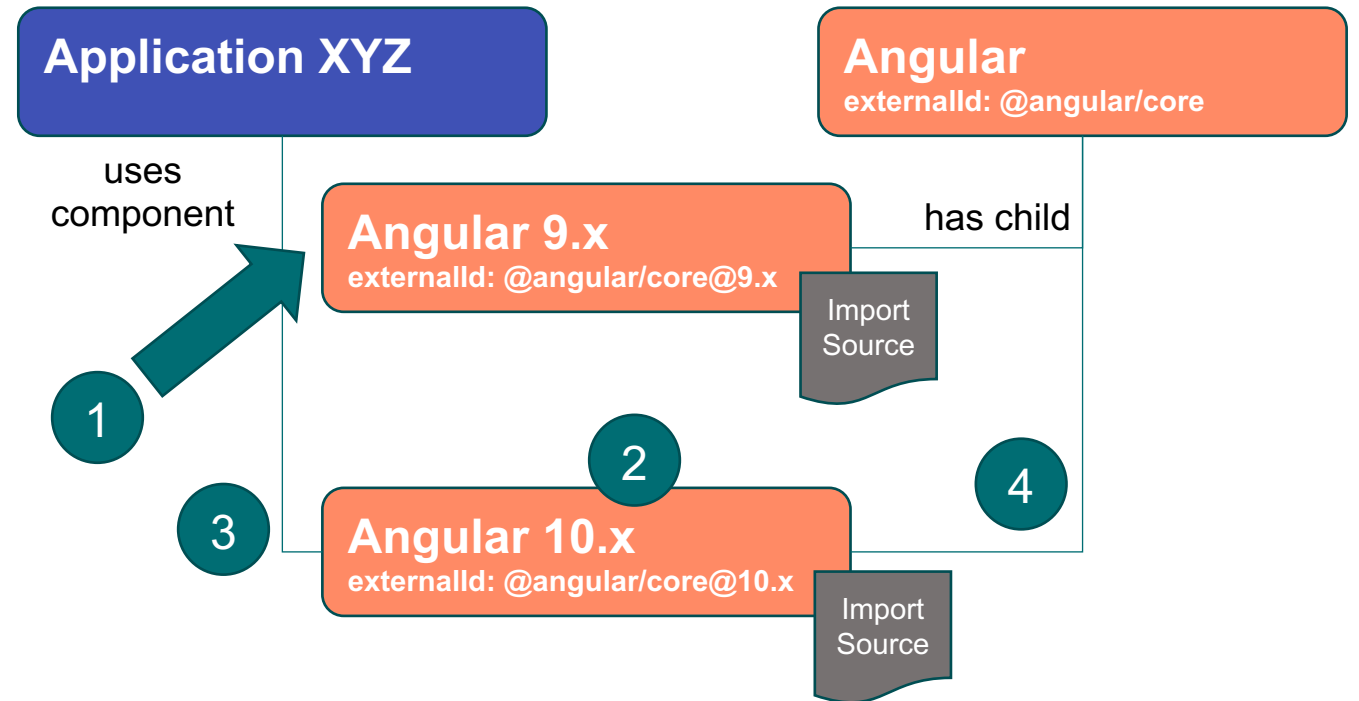 Application XYZ
Angular
externalId: @angular/core
uses
component
Angular 9.x
externalId: @angular/core@9.x
has child
Import
Source
1
2
3
4
Angular 10.x
externalId: @angular/core@10.x
Import
Source